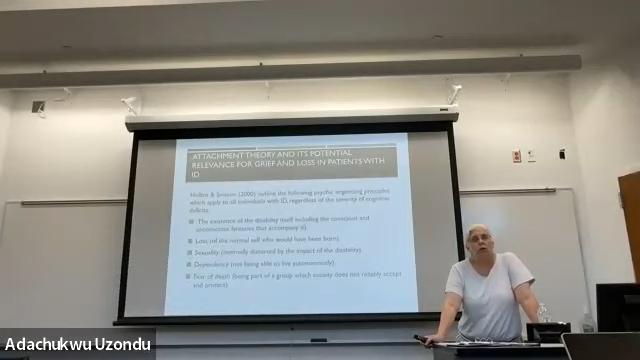 ATTACHMENT THEORY AND ITS POTENTIAL
RELEVANCE FOR GRIEF AND LOSS IN PATIENTS WITH
ID
Hollins & Sinason (2000) outline the following psychic organizing principles
which apply to all individuals with ID, regardless of the severity of cognitive
deficits:
The existence of the disability itself (including the conscious and
unconscious fantasies that accompany it).
Loss (of the normal self who would have been born).
Sexuality (internally distorted by the impact of the disability).
Dependency (not being able to live autonomously).
Fear of death (being part of a group which society does not reliably accept
and protect).
Adachukwu Uzondu